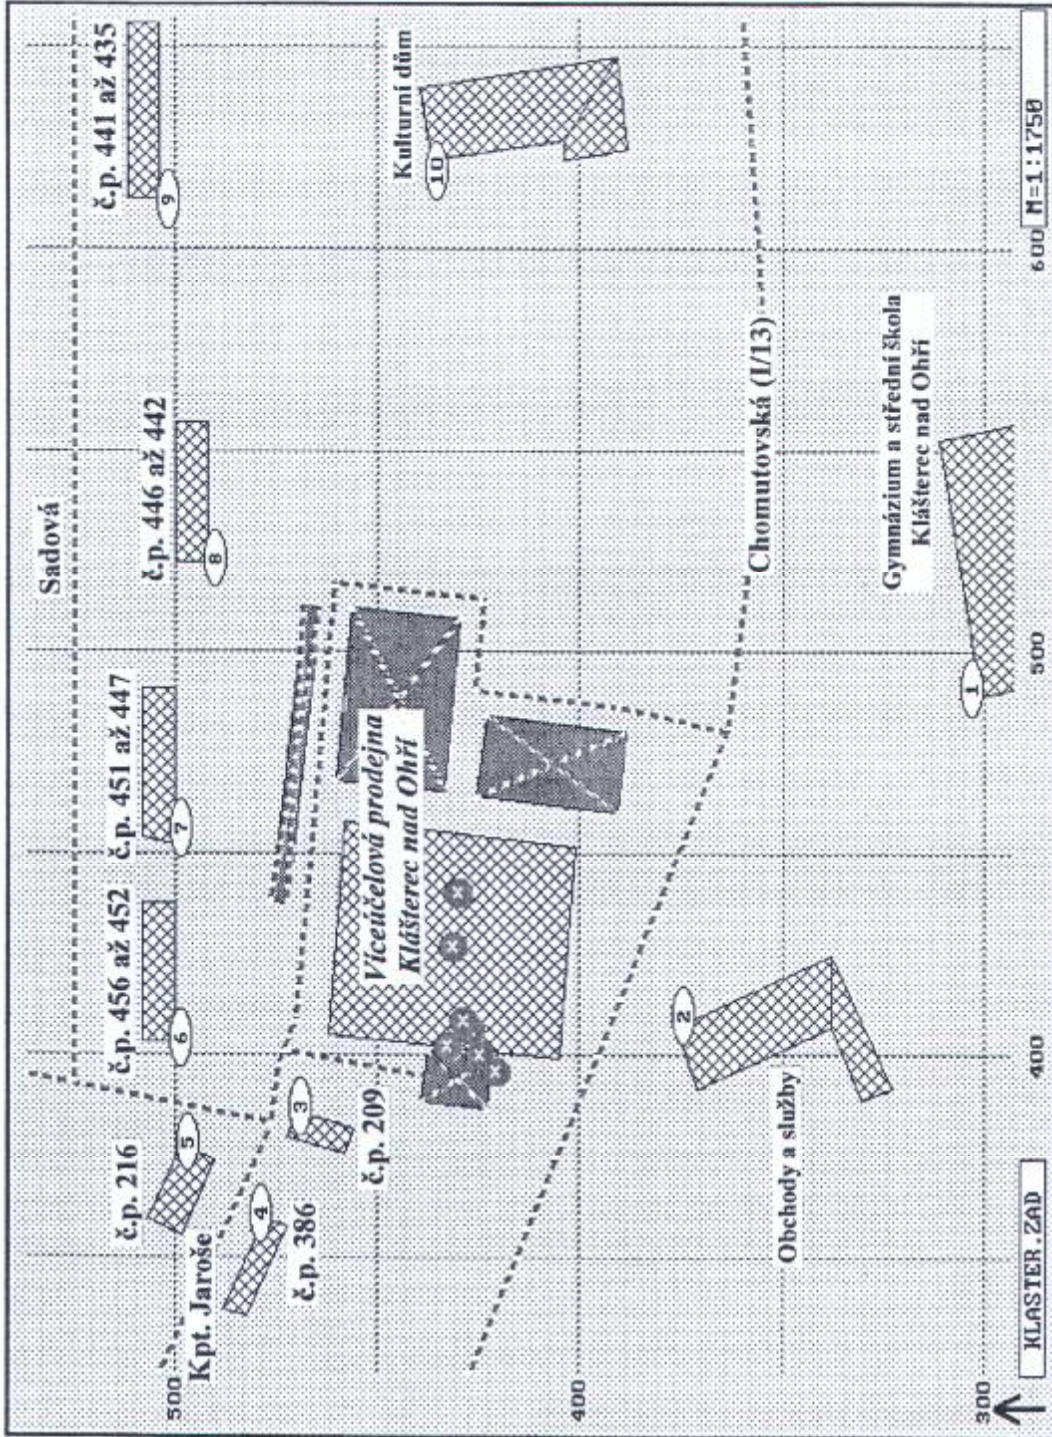 Sadová
č.p. 216
č.p. 456 až 452
č.p. 451 až 447
č.p. 446 až 442
č.p. 441 až 435
5
6
7
8
9
500
Kpt. Jaroše
4
č.p. 386
3
č.p. 209
Víceúčelová prodejna
Klášterec nad Ohří
Kulturní dům
10
400
2
Obchody a služby
Chomutovská (I/13)
Gymnázium a střední škola
Klášterec nad Ohří
1
300
KLASTER.ZAD
400
500
600
M=1:1750